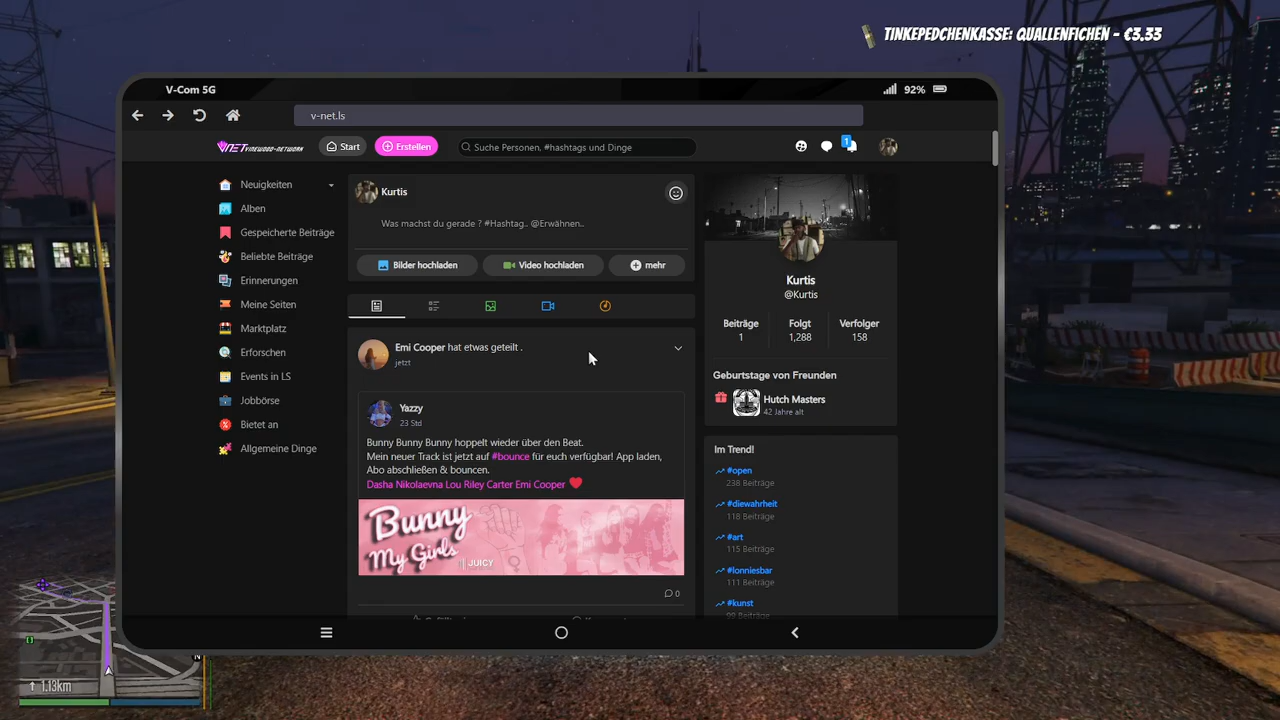 TINKEPEDCHENKASSE: QUALLENFICHEN - €3.33
V-Com 5G
92%
v-net.ls
VNET VINEWOOD-NETWORK
Start
Erstellen
Suche Personen, #hashtags und Dinge
1
Neuigkeiten
Alben
Gespeicherte Beiträge
Beliebte Beiträge
Erinnerungen
Meine Seiten
Marktplatz
Erforschen
Events in LS
Jobbörse
Bietet an
Allgemeine Dinge
Kurtis
Was machst du gerade ? #Hashtag.. @Erwähnen..
Bilder hochladen
Video hochladen
mehr
Emi Cooper hat etwas geteilt .
jetzt
Yazzy
23 Std
Bunny Bunny Bunny hoppelt wieder über den Beat.
Mein neuer Track ist jetzt auf #bounce für euch verfügbar! App laden,
Abo abschließen & bouncen.
Dasha Nikolaevna Lou Riley Carter Emi Cooper
Bunny
My Girls
JUICY
0
Kurtis
@Kurtis
Beiträge
1
Folgt
1,288
Verfolger
158
Geburtstage von Freunden
Hutch Masters
42 Jahre alt
Im Trend!
#open
238 Beiträge
#diewahrheit
118 Beiträge
#art
115 Beiträge
#lonniesbar
111 Beiträge
#kunst
99 Beiträge
N
1.13km